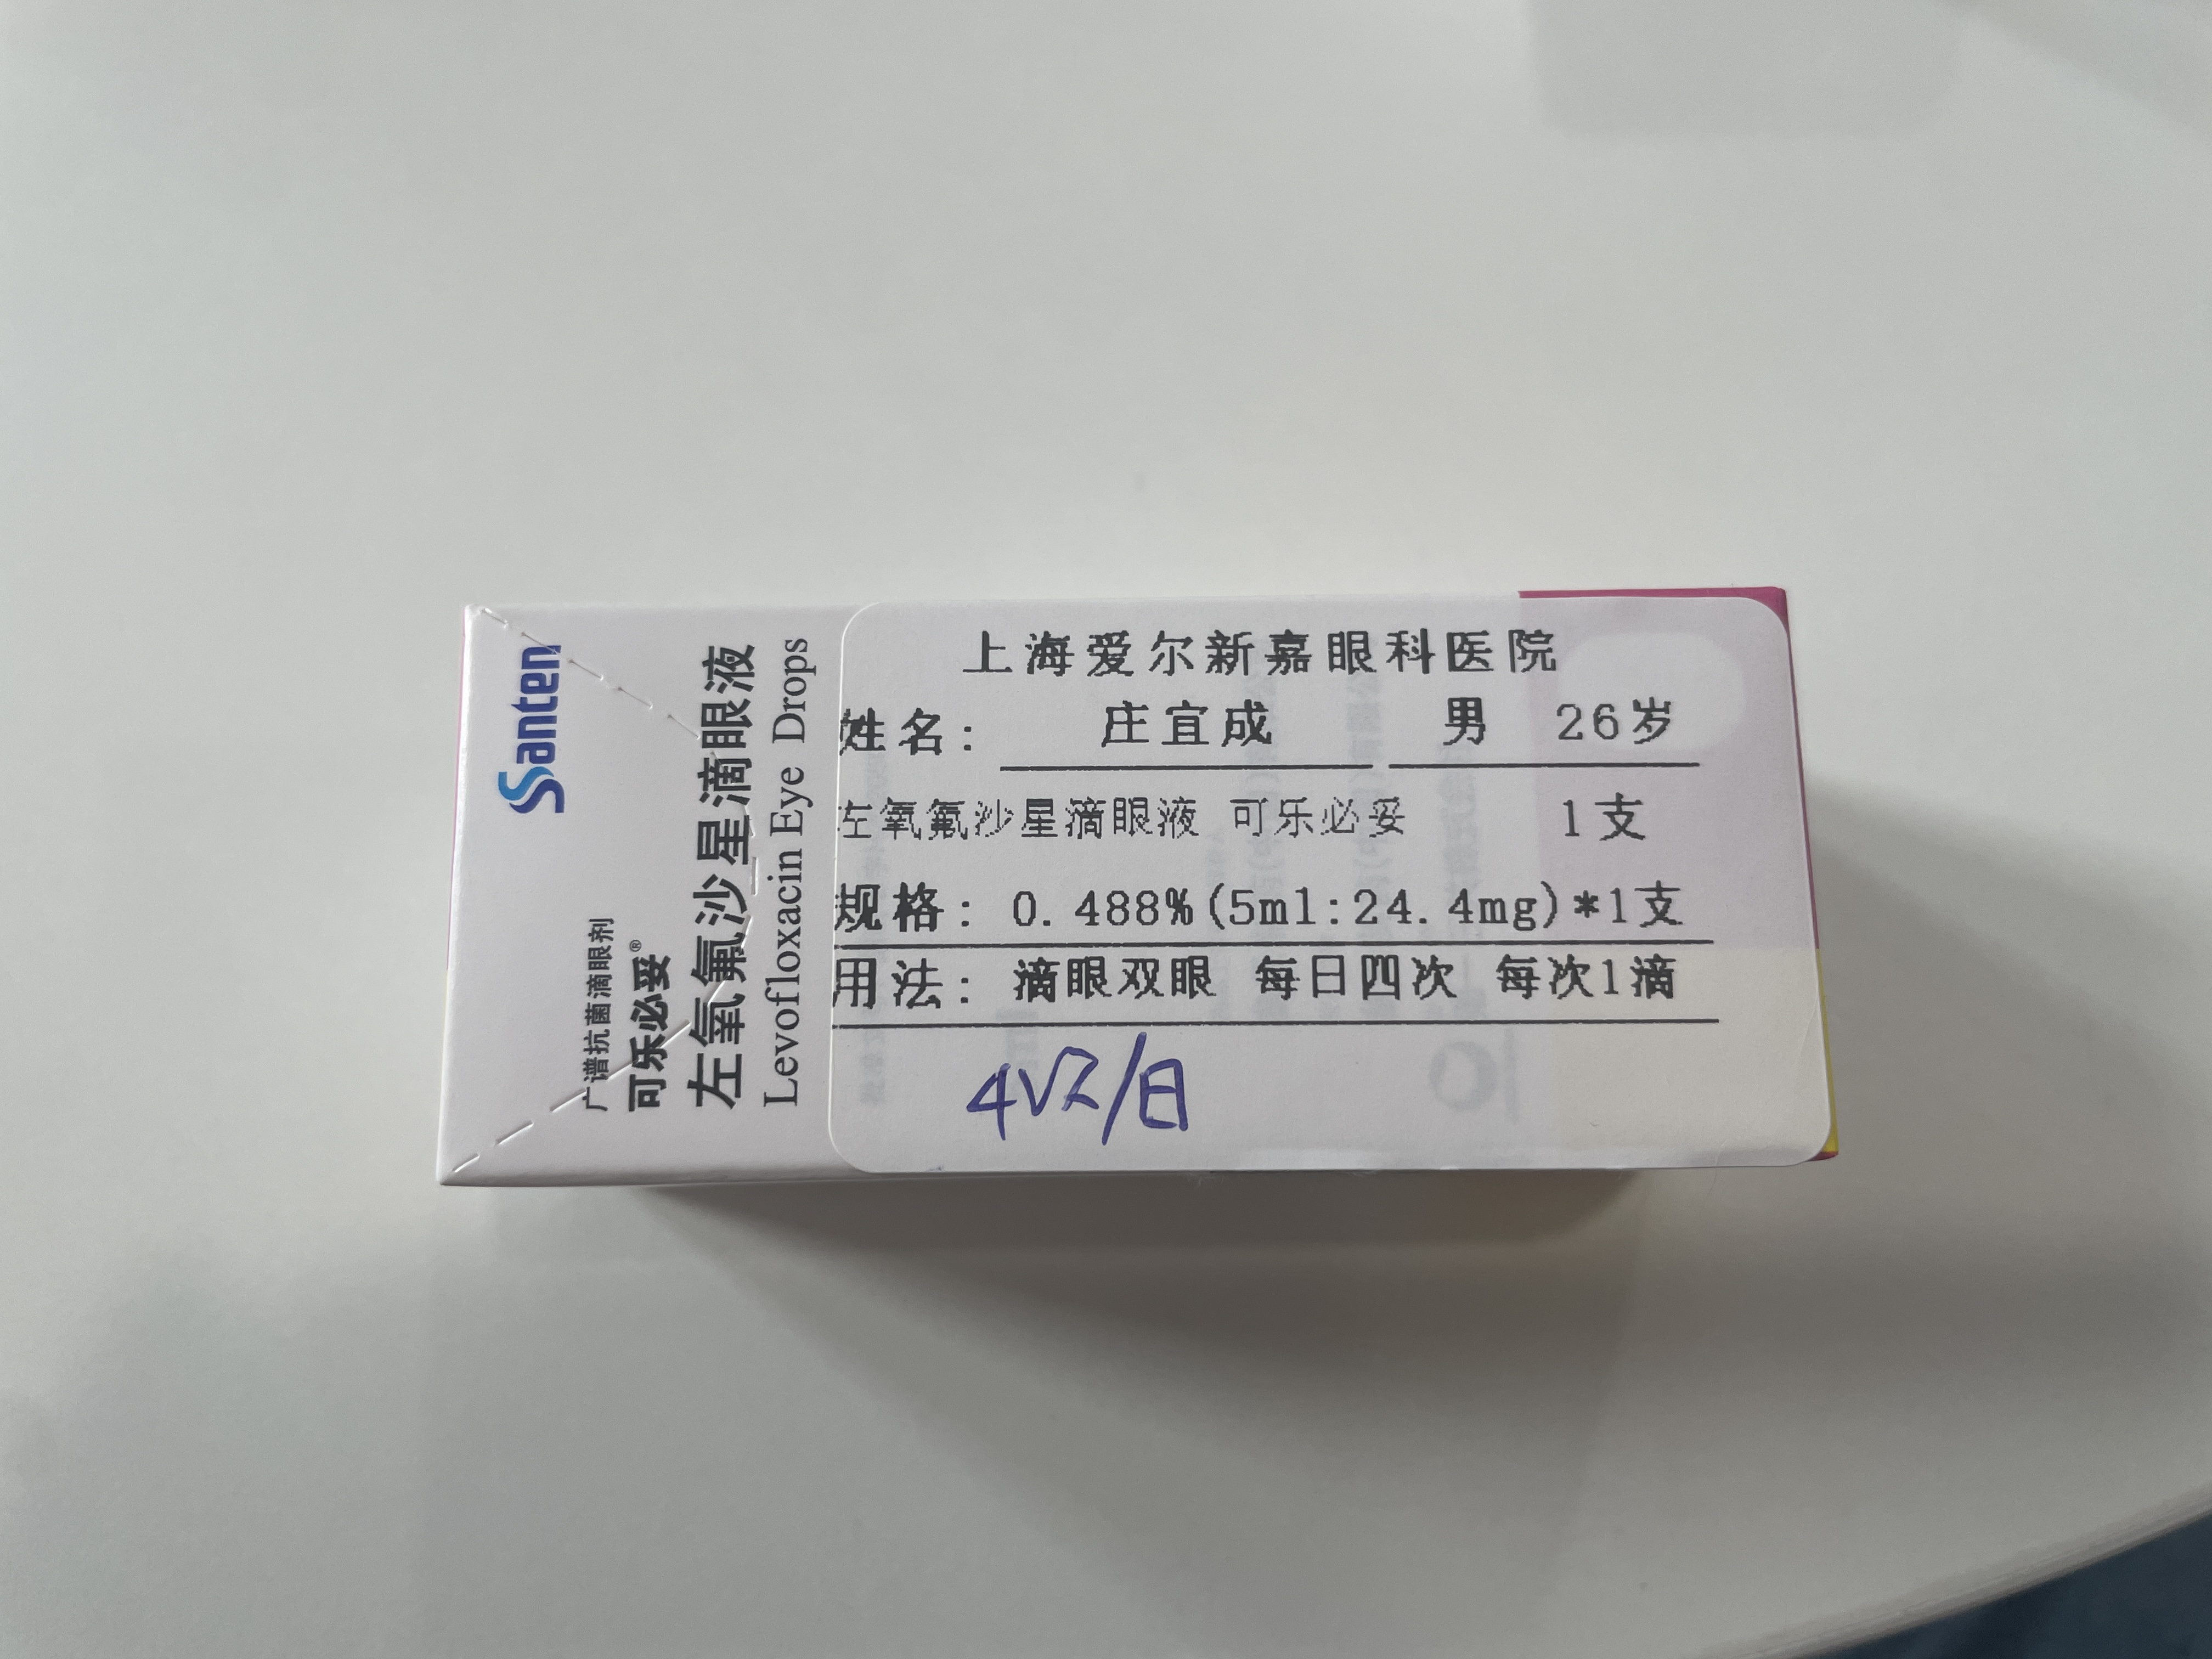 Santen
广谱抗菌滴眼剂
可乐必妥®
左氧氟沙星滴眼液
Levofloxacin Eye Drops
上海爱尔新嘉眼科医院
姓名: 庄宜成 男 26岁
左氧氟沙星滴眼液 可乐必妥 1支
规格: 0.488%(5ml:24.4mg)*1支
用法: 滴眼双眼 每日四次 每次1滴
4次/日